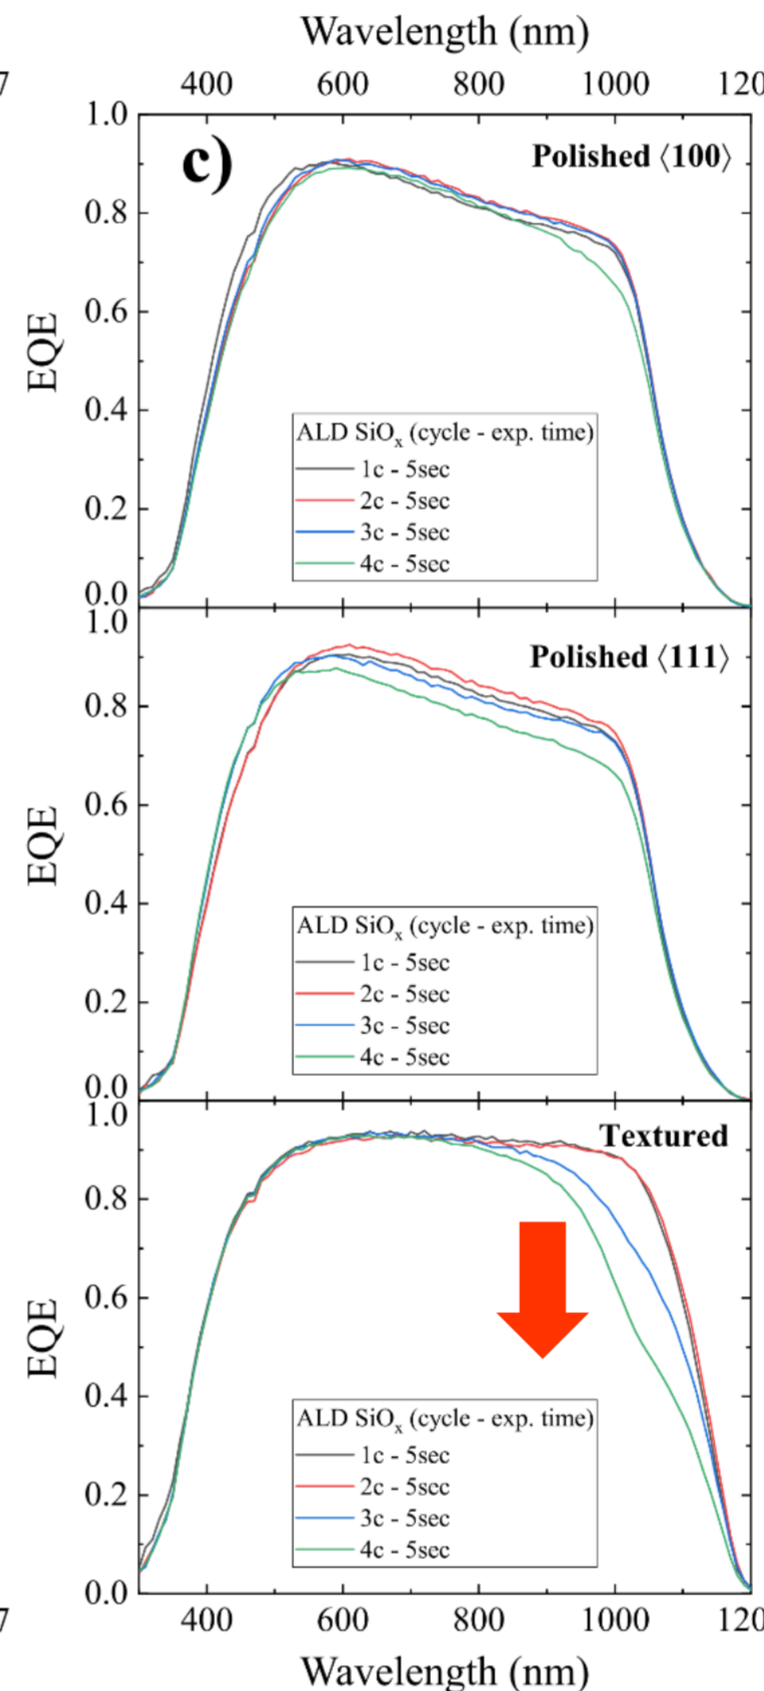 Wavelength (nm)
7 400 600 800 1000 120
1.0
c)
Polished ⟨100⟩
0.8
0.6
EQE
0.4
0.2
0.0
ALD SiOx (cycle - exp. time)
1c - 5sec
2c - 5sec
3c - 5sec
4c - 5sec
1.0
Polished ⟨111⟩
0.8
0.6
EQE
0.4
0.2
0.0
ALD SiOx (cycle - exp. time)
1c - 5sec
2c - 5sec
3c - 5sec
4c - 5sec
1.0
Textured
0.8
0.6
EQE
0.4
0.2
0.0
ALD SiOx (cycle - exp. time)
1c - 5sec
2c - 5sec
3c - 5sec
4c - 5sec
7 400 600 800 1000 120
Wavelength (nm)